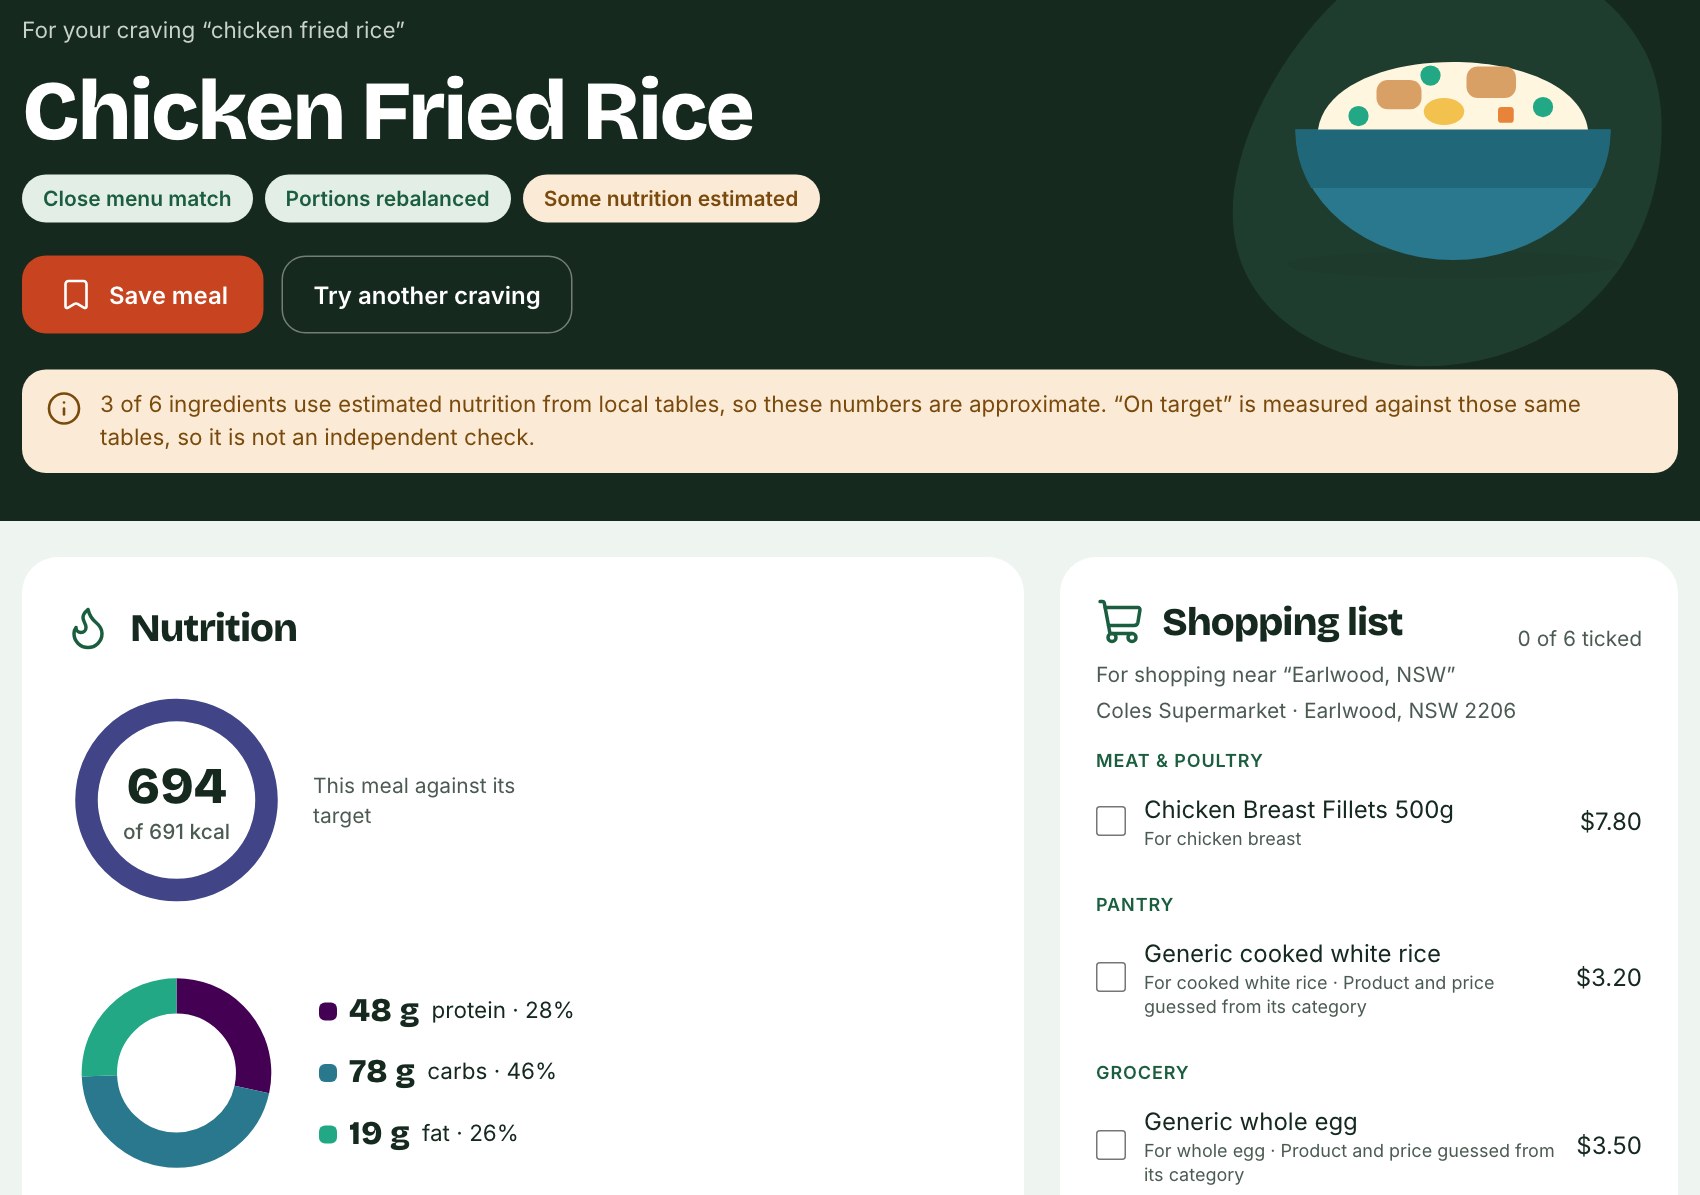 For your craving “chicken fried rice”
Chicken Fried Rice
Close menu match
Portions rebalanced
Some nutrition estimated
Save meal
Try another craving
3 of 6 ingredients use estimated nutrition from local tables, so these numbers are approximate. “On target” is measured against those same
tables, so it is not an independent check.
Nutrition
694
of 691 kcal
This meal against its
target
48 g protein · 28%
78 g carbs · 46%
19 g fat · 26%
Shopping list
0 of 6 ticked
For shopping near “Earlwood, NSW”
Coles Supermarket · Earlwood, NSW 2206
MEAT & POULTRY
Chicken Breast Fillets 500g
For chicken breast
$7.80
PANTRY
Generic cooked white rice
For cooked white rice · Product and price
guessed from its category
$3.20
GROCERY
Generic whole egg
For whole egg · Product and price guessed from
its category
$3.50